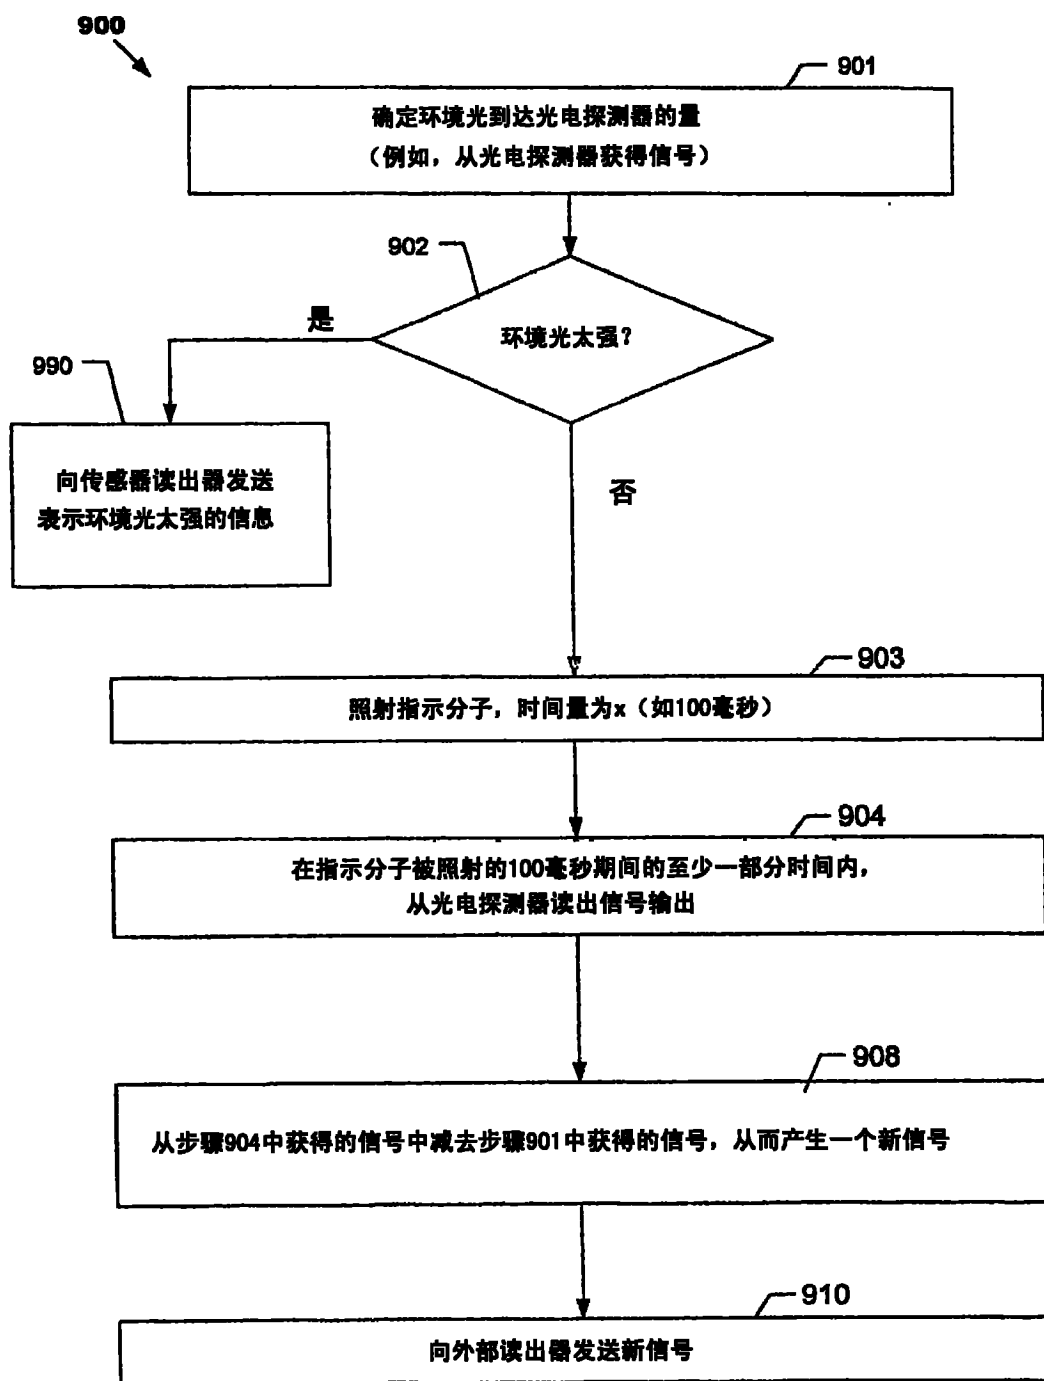 900
901
确定环境光到达光电探测器的量
（例如，从光电探测器获得信号）
902
环境光太强？
是
990
向传感器读出器发送
表示环境光太强的信息
否
903
照射指示分子，时间量为x（如100毫秒）
904
在指示分子被照射的100毫秒期间的至少一部分时间内，
从光电探测器读出信号输出
908
从步骤904中获得的信号中减去步骤901中获得的信号，从而产生一个新信号
910
向外部读出器发送新信号